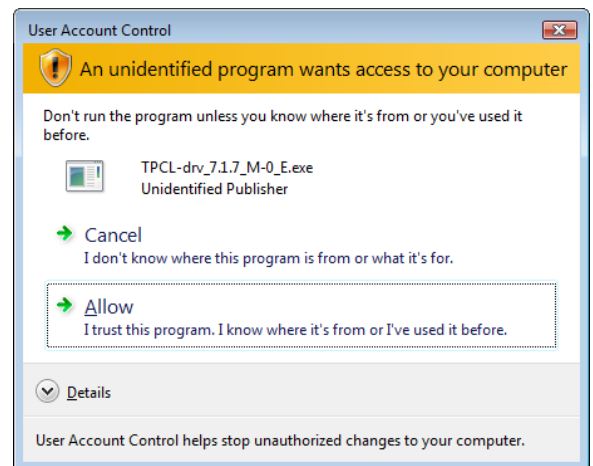 User Account Control
An unidentified program wants access to your computer
Don't run the program unless you know where it's from or you've used it
before.
TPCL-drv_7.1.7_M-0_E.exe
Unidentified Publisher
Cancel
I don't know where this program is from or what it's for.
Allow
I trust this program. I know where it's from or I've used it before.
Details
User Account Control helps stop unauthorized changes to your computer.